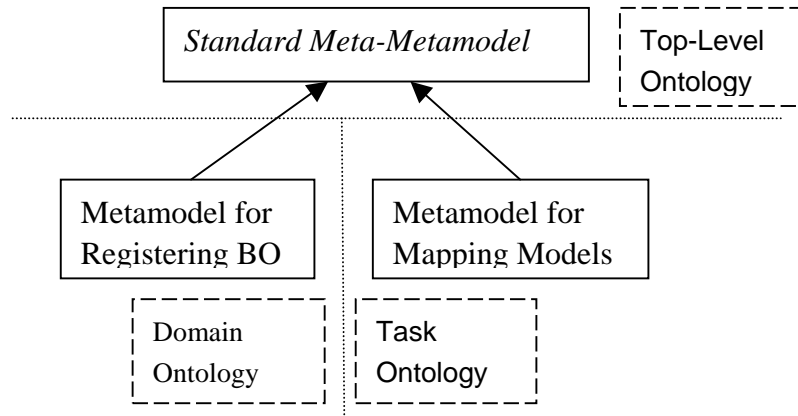 Standard Meta-Metamodel
Top-Level
Ontology
Metamodel for
Registering BO
Metamodel for
Mapping Models
Domain
Ontology
Task
Ontology